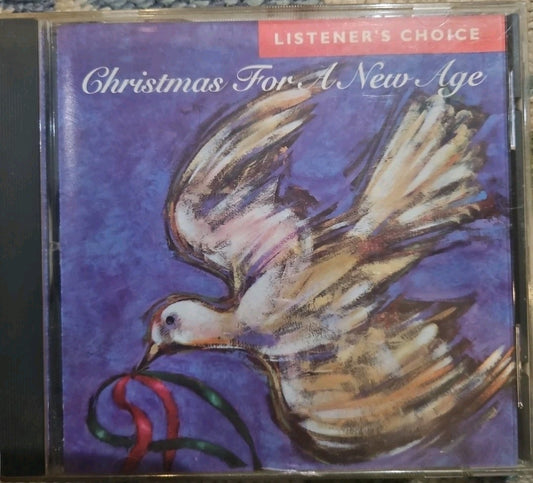 LISTENER'S CHOICE
Christmas For A New Age